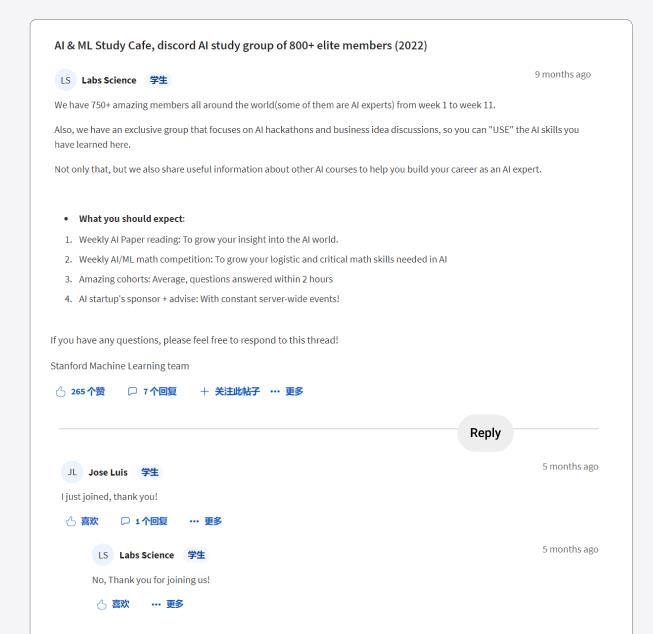 AI & ML Study Cafe, discord AI study group of 800+ elite members (2022)
LS Labs Science 学生 9 months ago
We have 750+ amazing members all around the world(some of them are AI experts) from week 1 to week 11.
Also, we have an exclusive group that focuses on AI hackathons and business idea discussions, so you can "USE" the AI skills you
have learned here.
Not only that, but we also share useful information about other AI courses to help you build your career as an AI expert.
• What you should expect:
1. Weekly AI Paper reading: To grow your insight into the AI world.
2. Weekly AI/ML math competition: To grow your logistic and critical math skills needed in AI
3. Amazing cohorts: Average, questions answered within 2 hours
4. AI startup's sponsor + advise: With constant server-wide events!
If you have any questions, please feel free to respond to this thread!
Stanford Machine Learning team
265 个赞 7 个回复 + 关注此帖子 ••• 更多
Reply
JL Jose Luis 学生 5 months ago
I just joined, thank you!
喜欢 1 个回复 ••• 更多
LS Labs Science 学生 5 months ago
No, Thank you for joining us!
喜欢 ••• 更多